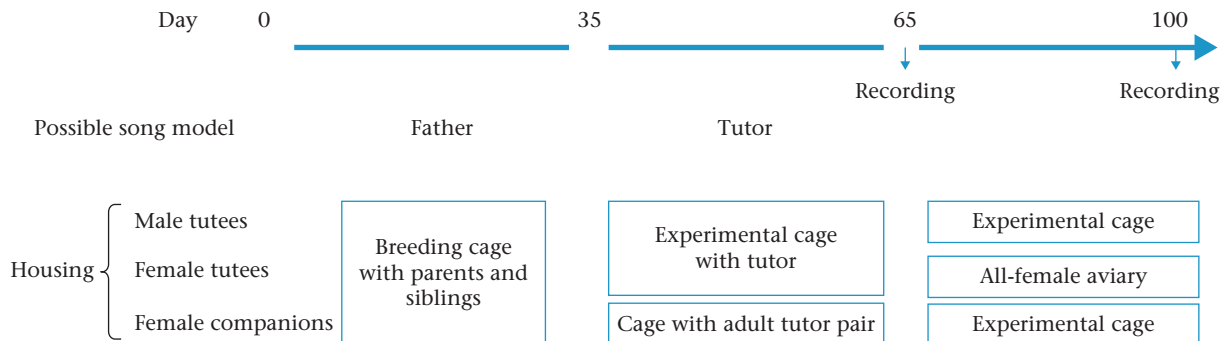 Day 0 35 65 100
Recording Recording
Possible song model Father Tutor
Housing
Male tutees
Female tutees
Female companions
Breeding cage
with parents and
siblings
Experimental cage
with tutor
Cage with adult tutor pair
Experimental cage
All-female aviary
Experimental cage